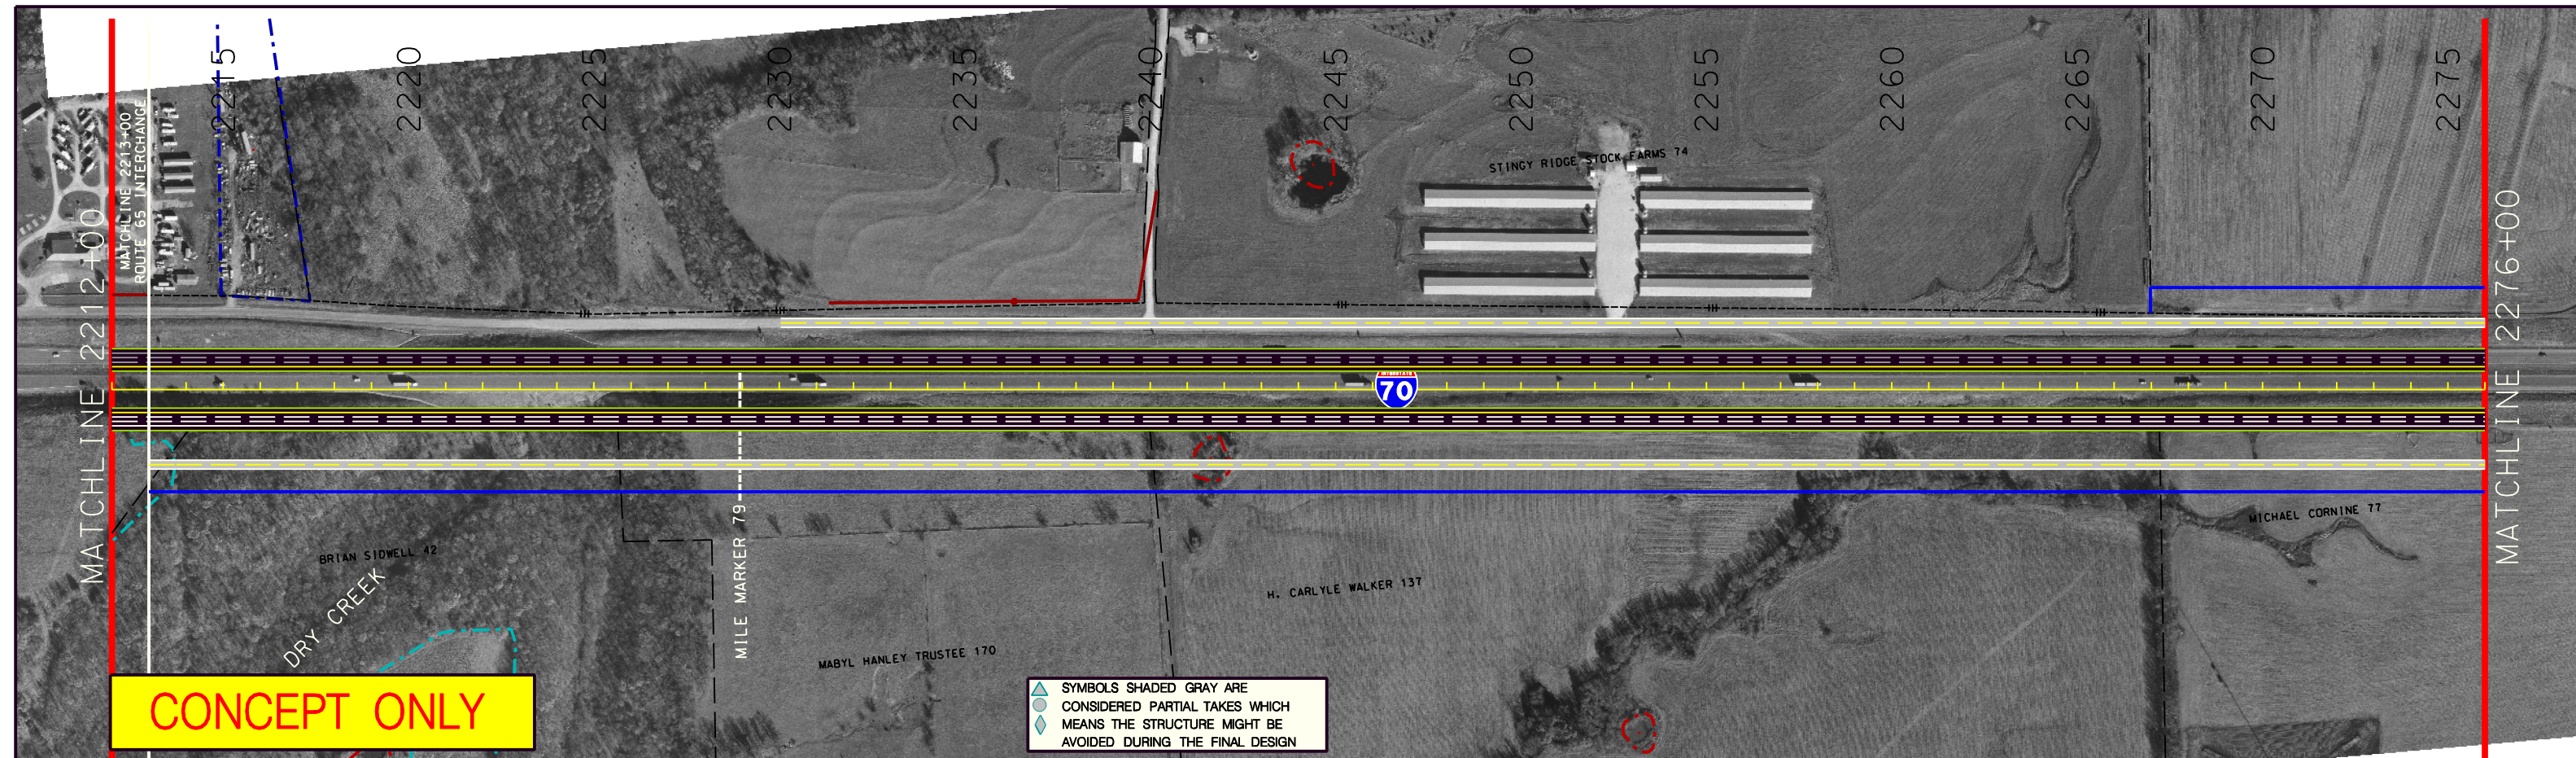 2215
2220
2225
2230
2235
2240
2245
2250
2255
2260
2265
2270
2275
MATCHLINE 2212+00
MATCHLINE 2213+00
ROUTE 65 INTERCHANGE
STINGY RIDGE STOCK FARMS 74
INTERSTATE
70
MATCHLINE 2276+00
MILE MARKER 79
BRIAN SIDWELL 42
DRY CREEK
MABYL HANLEY TRUSTEE 170
H. CARLYLE WALKER 137
MICHAEL CORNINE 77
CONCEPT ONLY
SYMBOLS SHADED GRAY ARE
CONSIDERED PARTIAL TAKES WHICH
MEANS THE STRUCTURE MIGHT BE
AVOIDED DURING THE FINAL DESIGN